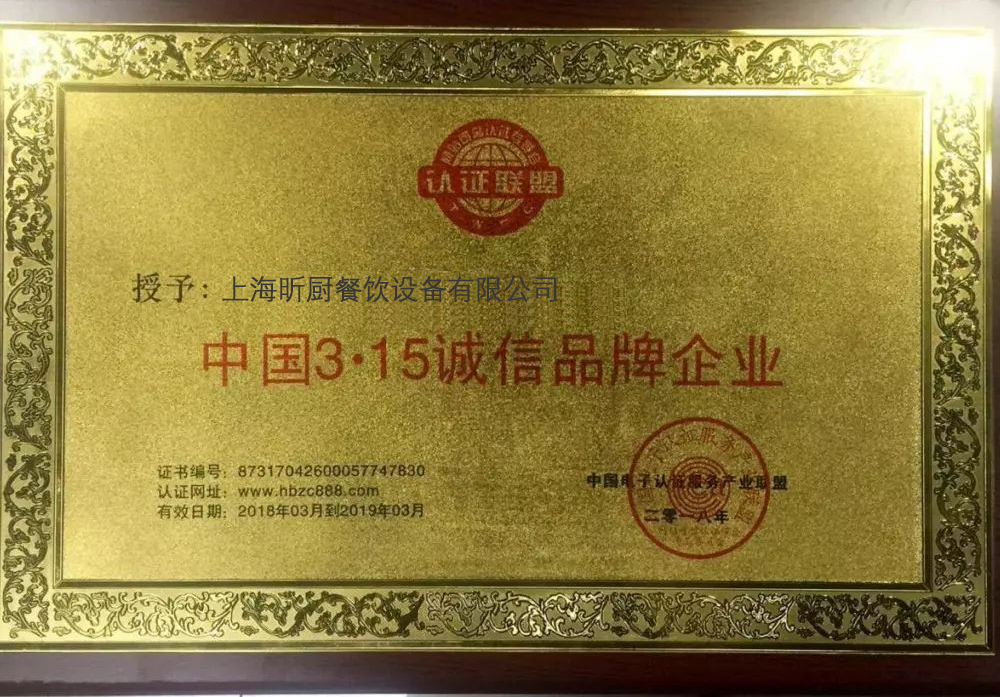 认证联盟
授予：上海昕厨餐饮设备有限公司
中国3·15诚信品牌企业
证书编号：87317042600057747830
认证网址：www.hbzc888.com
有效日期：2018年03月到2019年03月
中国电子认证服务产业联盟
二零一八年